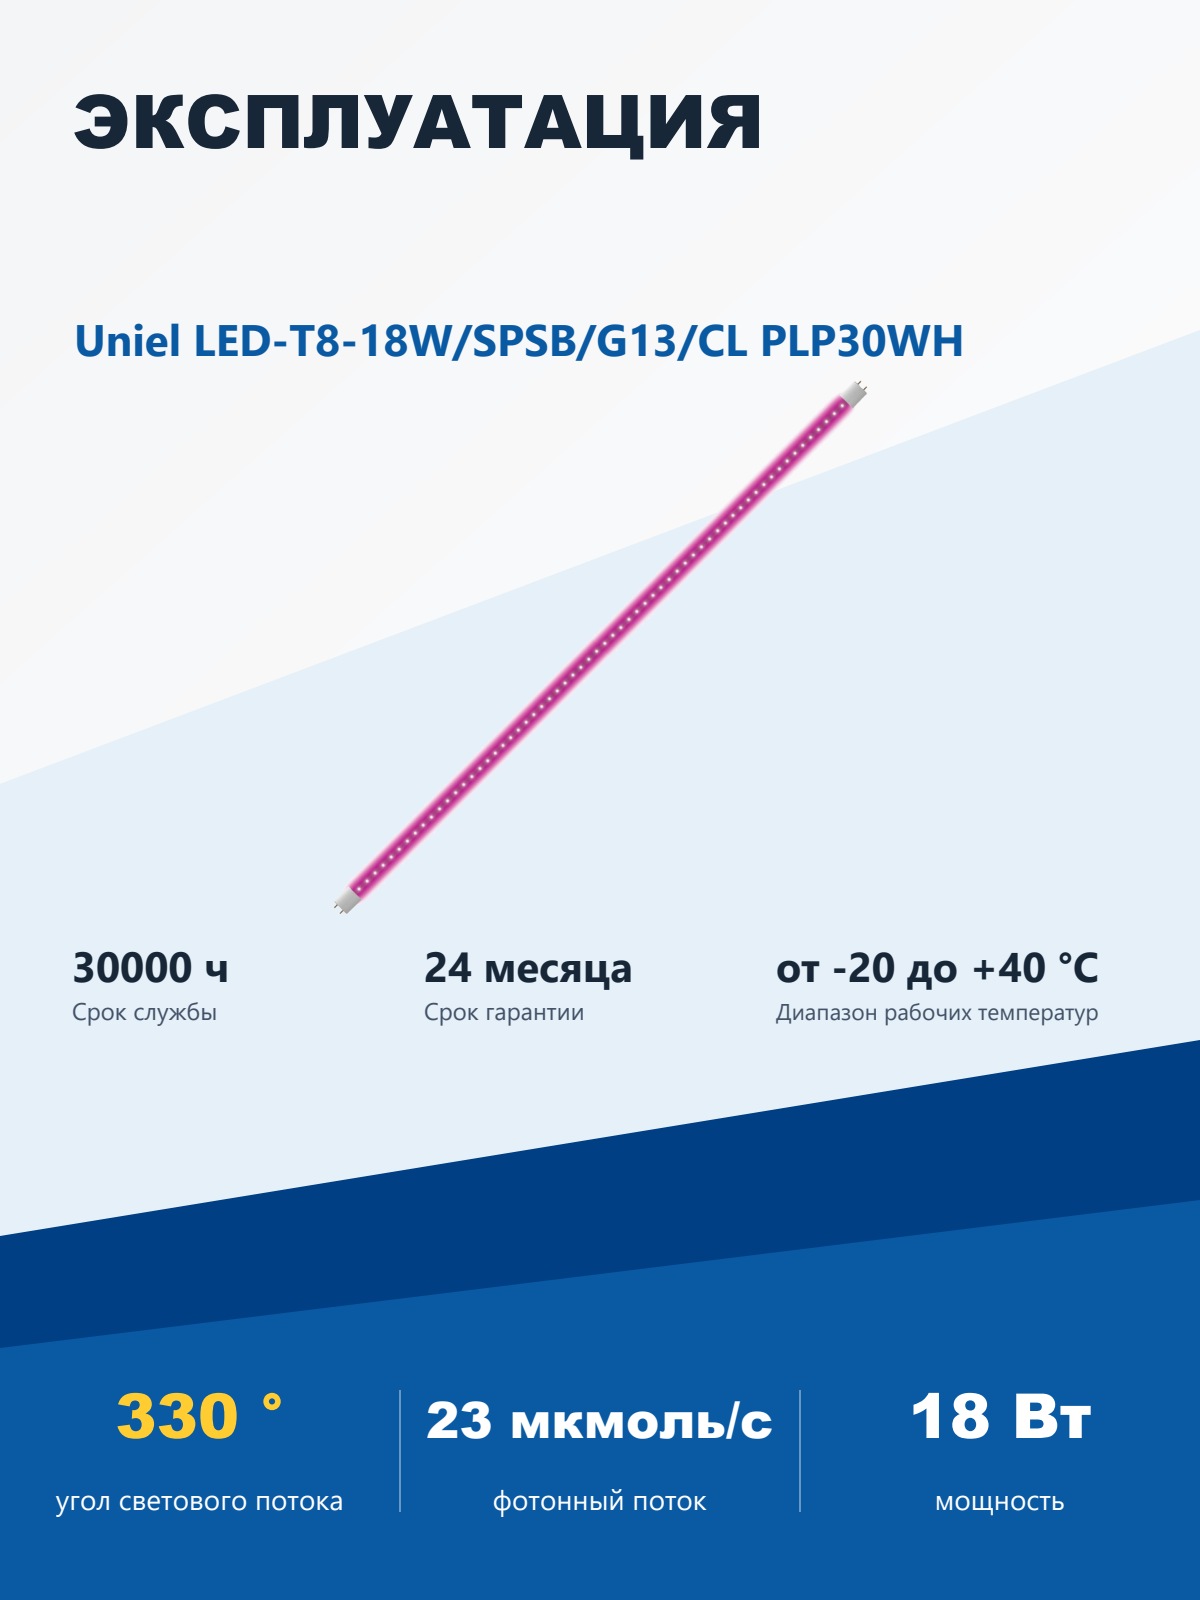 ЭКСПЛУАТАЦИЯ
Uniel LED-T8-18W/SPSB/G13/CL PLP30WH
30000 ч
Срок службы
24 месяца
Срок гарантии
от -20 до +40 °C
Диапазон рабочих температур
330 °
угол светового потока
23 мкмоль/с
фотонный поток
18 Вт
мощность